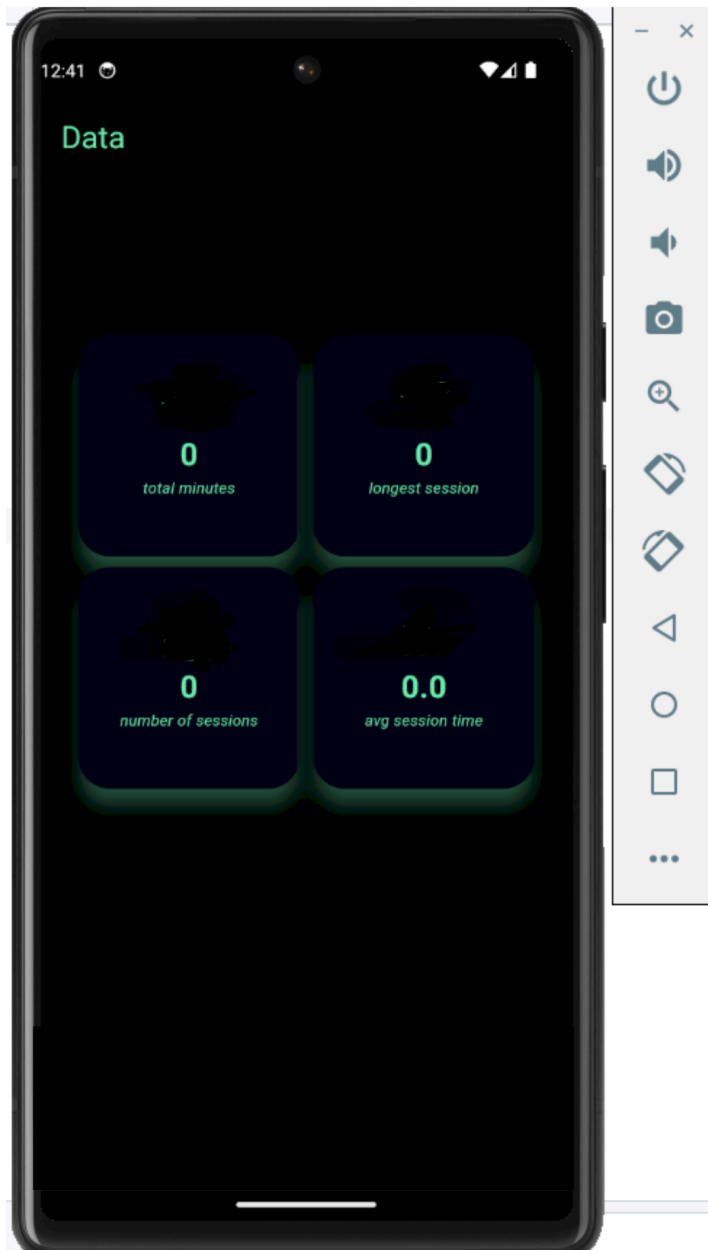 12:41
Data
0
total minutes
0
longest session
0
number of sessions
0.0
avg session time